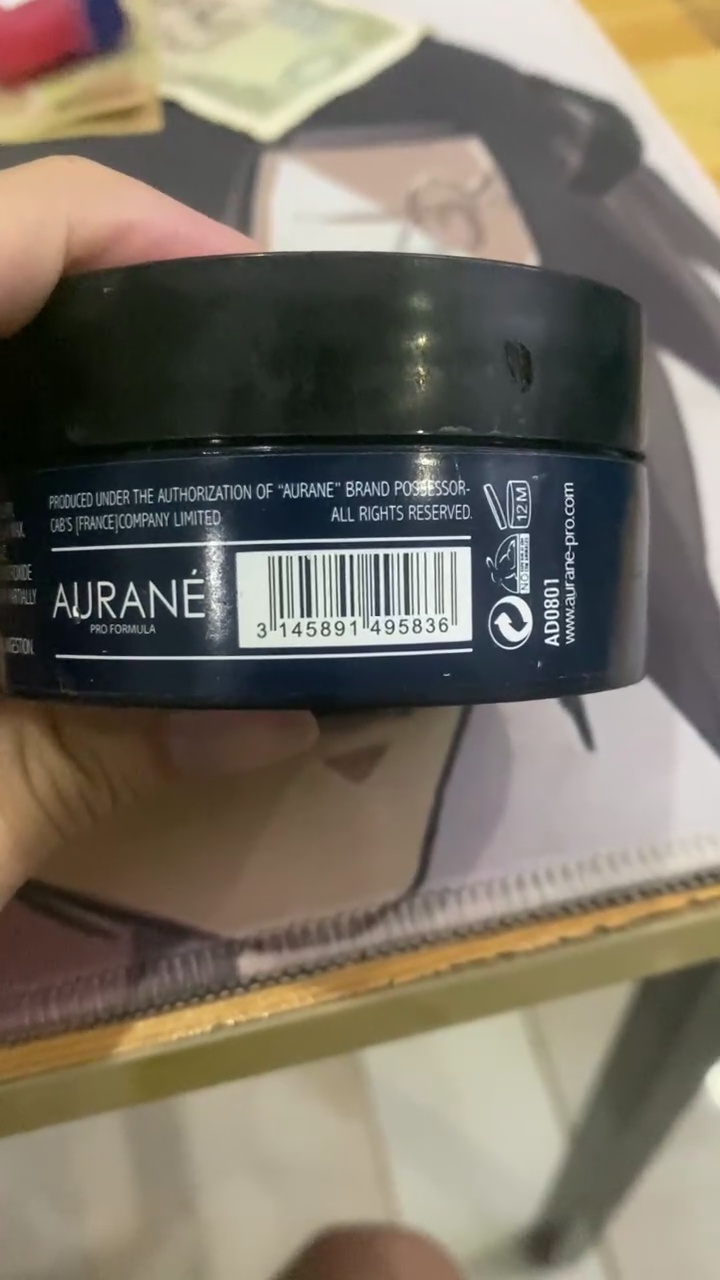 PRODUCED UNDER THE AUTHORIZATION OF "AURANE" BRAND POSSESSOR-
CAB'S [FRANCE]COMPANY LIMITED ALL RIGHTS RESERVED.
AURANÉ
PRO FORMULA
3 145891 495836
12M
AD0801
www.aurane-pro.com